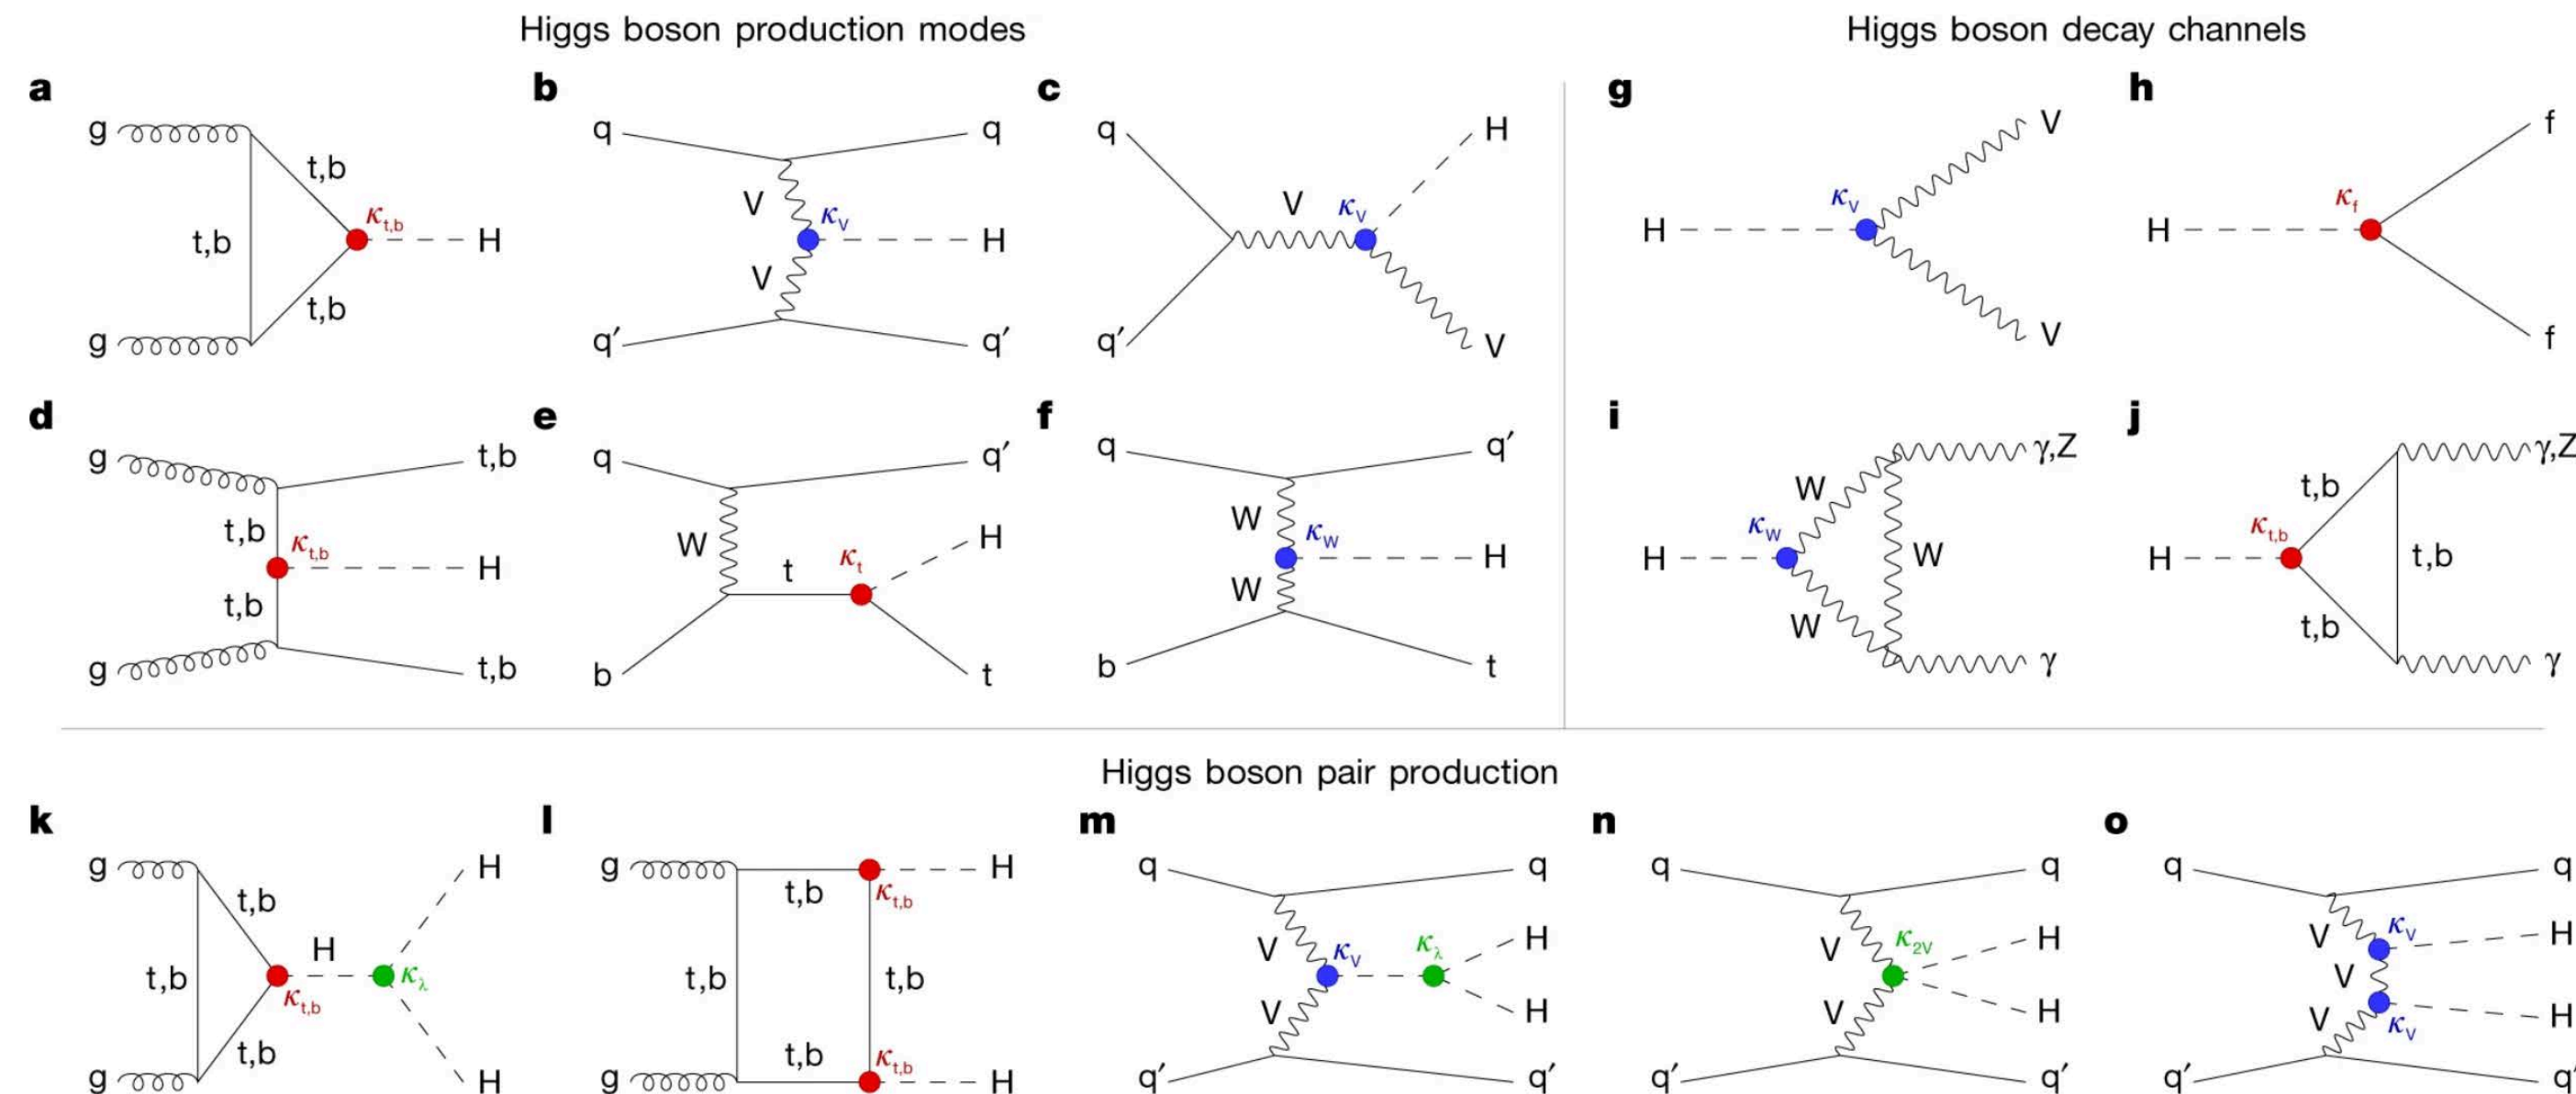 Higgs boson production modes
Higgs boson decay channels
a
g
t,b
t,b
κt,b
H
t,b
g
b
q
q
V
κV
H
V
q′
q′
c
q
H
V
κV
q′
V
g
V
κV
H
V
h
f
κf
H
f
d
g
t,b
t,b
κt,b
H
t,b
g
t,b
e
q
q′
W
H
t
κt
b
t
f
q
q′
W
κW
H
W
b
t
i
γ,Z
W
κW
H
W
W
γ
j
γ,Z
t,b
κt,b
H
t,b
t,b
γ
Higgs boson pair production
k
g
H
t,b
H
t,b
κλ
κt,b
t,b
g
H
l
g
H
t,b
κt,b
t,b
t,b
t,b
κt,b
g
H
m
q
q
V
κV
κλ
H
V
H
q′
q′
n
q
q
V
κ2V
H
V
H
q′
q′
o
q
q
V
κV
H
V
V
κV
H
q′
q′